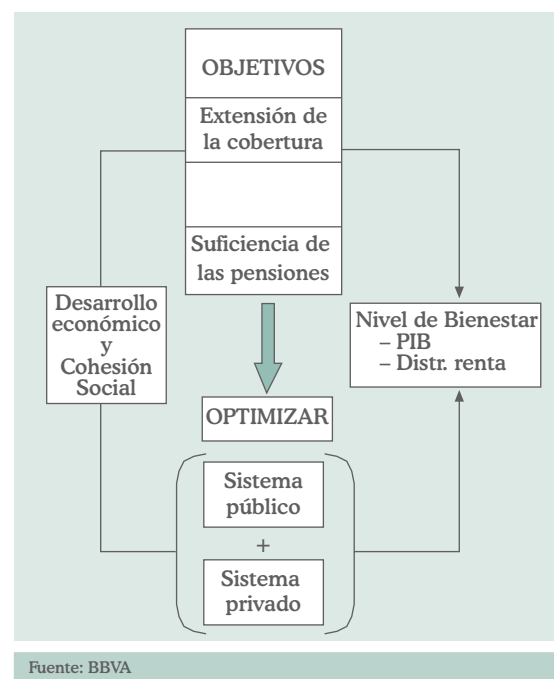 OBJETIVOS
Extensión de
la cobertura
Suficiencia de
las pensiones
Desarrollo
económico
y
Cohesión
Social
Nivel de Bienestar
– PIB
– Distr. renta
OPTIMIZAR
Sistema
público
+
Sistema
privado
Fuente: BBVA